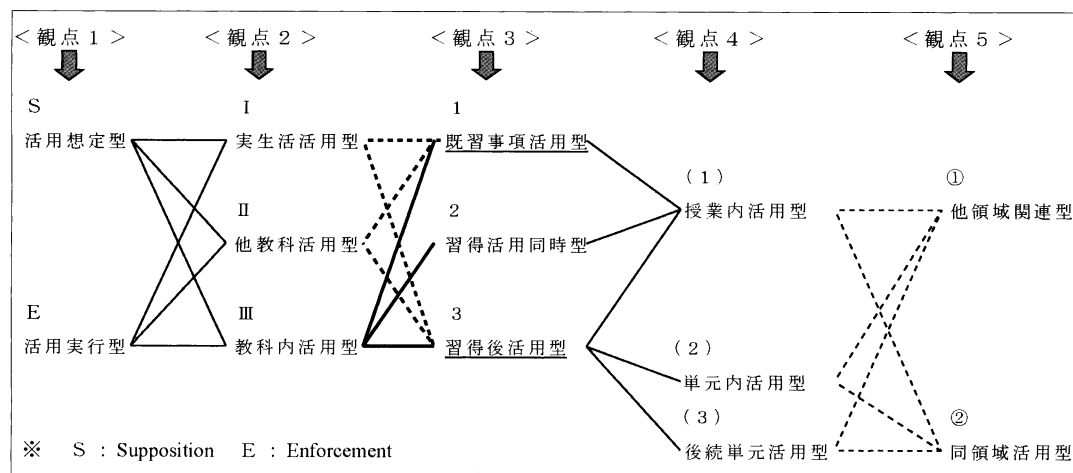 <観点1> <観点2> <観点3> <観点4> <観点5>
S I 1
活用想定型 実生活活用型 既習事項活用型
(1) ①
II 2 授業内活用型 他領域関連型
他教科活用型 習得活用同時型
E III 3
活用実行型 教科内活用型 習得後活用型
(2)
単元内活用型
(3) ②
※ S : Supposition E : Enforcement 後続単元活用型 同領域活用型